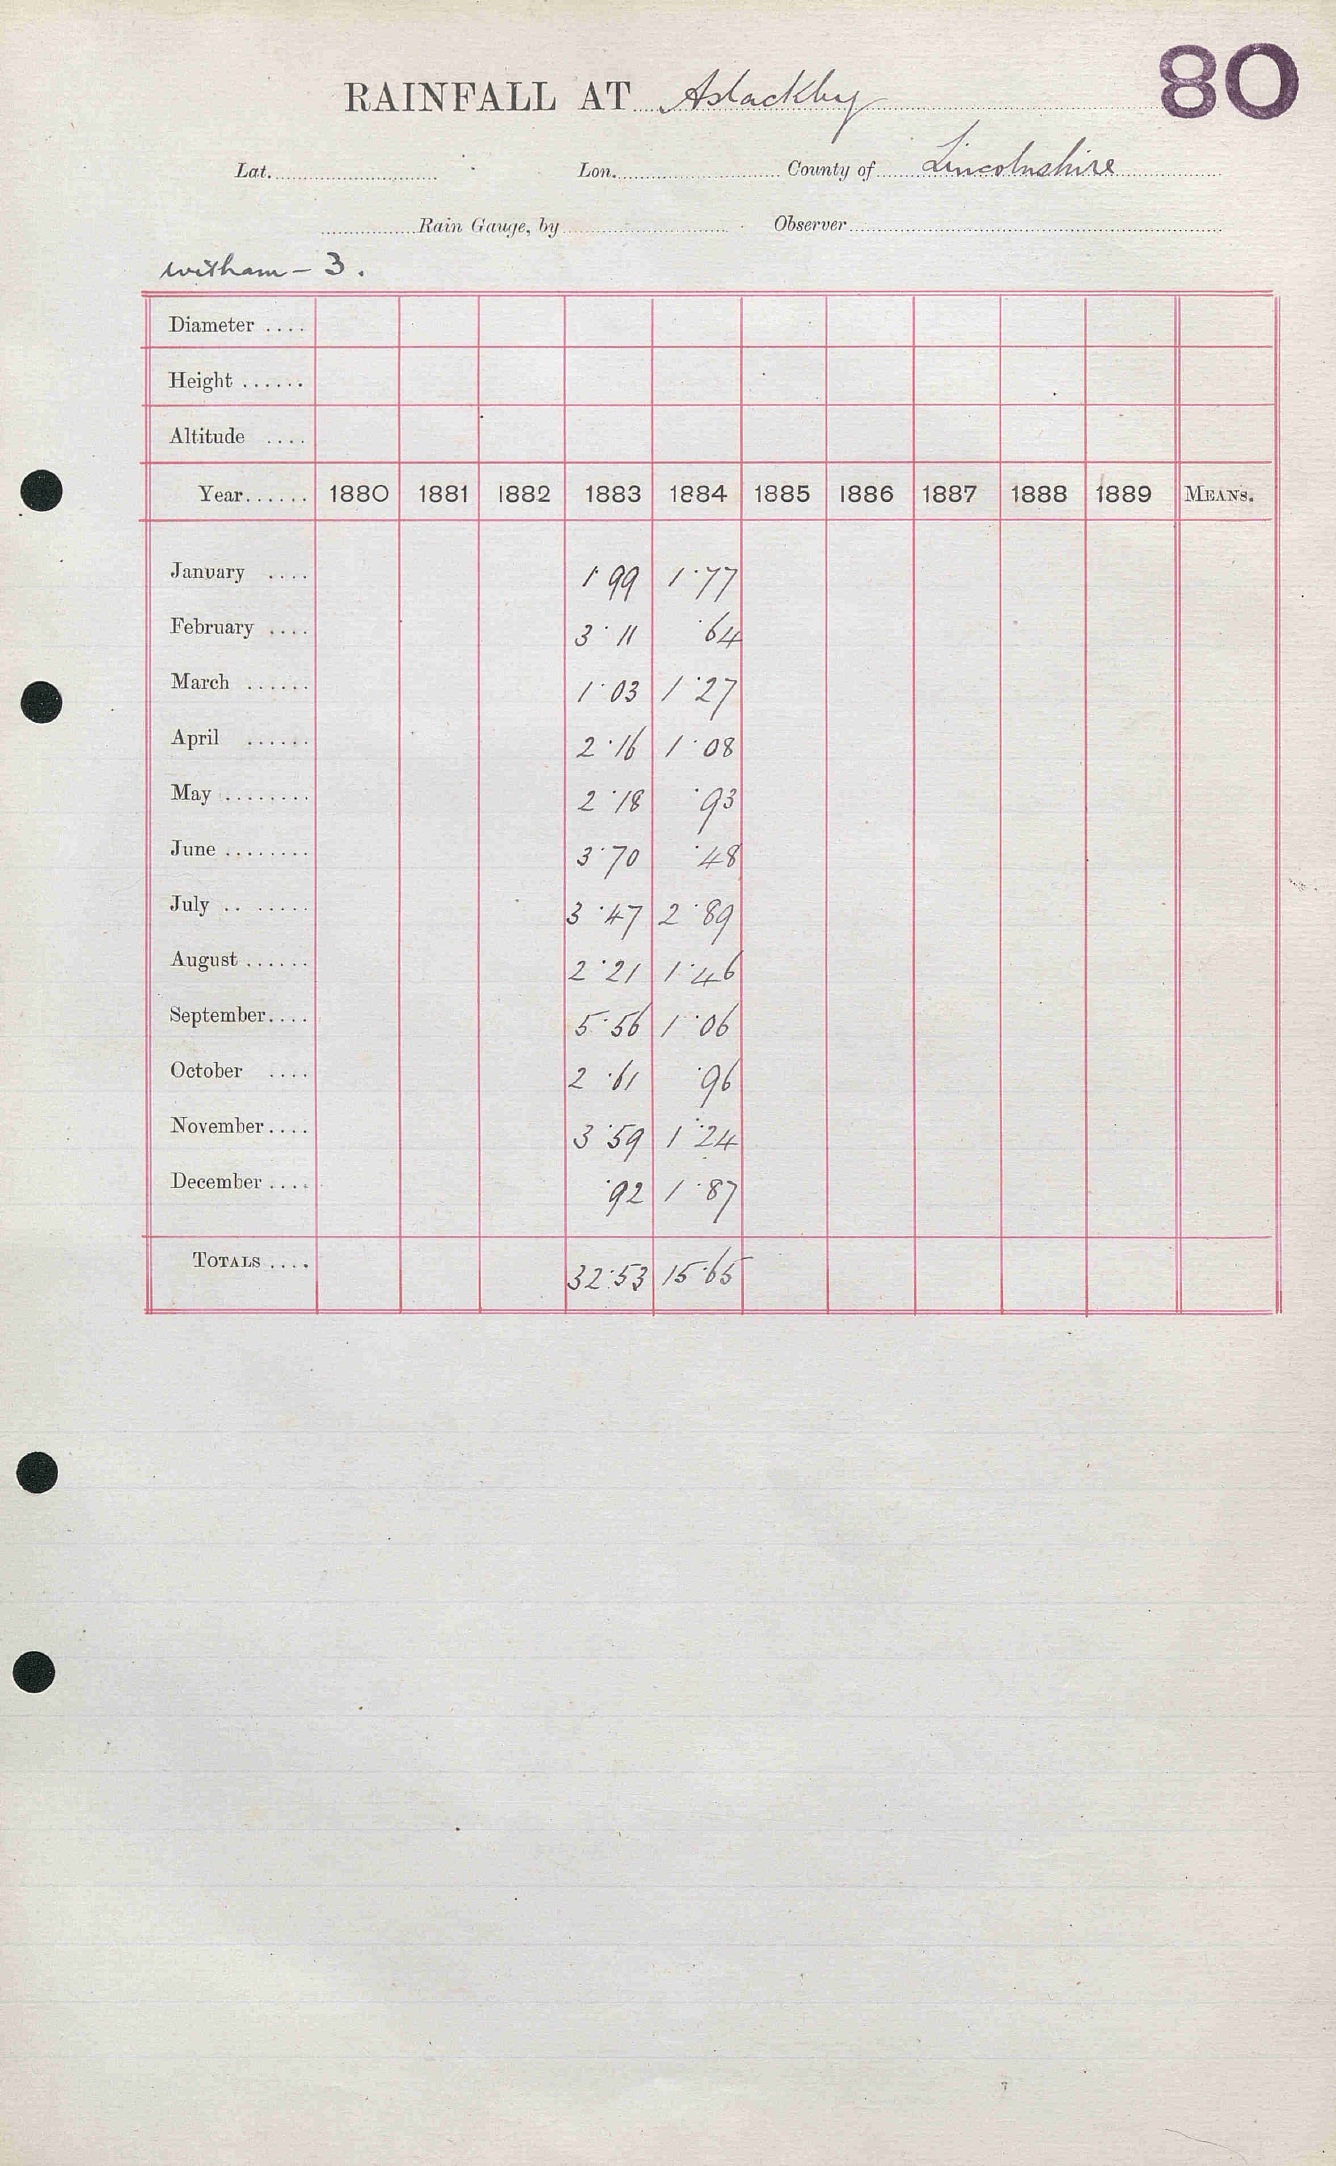 RAINFALL AT Aslackby 80
Lat. Lon. County of Lincolnshire
Rain Gauge, by Observer
Witham - 3.
Diameter ....
Height ......
Altitude ....
Year...... 1880 1881 1882 1883 1884 1885 1886 1887 1888 1889 MEANS.
January .... 1·99 1·77
February .... 3·11 ·64
March ...... 1·03 1·27
April ...... 2·16 1·08
May ........ 2·18 ·93
June ........ 3·70 ·48
July .. ...... 3·47 2·89
August ...... 2·21 1·46
September.... 5·56 1·06
October .... 2·61 ·96
November.... 3·59 1·24
December .... ·92 1·87
TOTALS .... 32·53 15·65